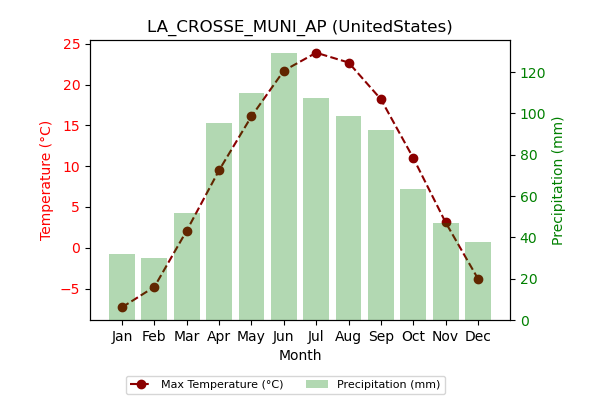 LA_CROSSE_MUNI_AP (UnitedStates)
25
20
15
10
5
0
−5
Temperature (°C)
120
100
80
60
40
20
0
Precipitation (mm)
Jan Feb Mar Apr May Jun Jul Aug Sep Oct Nov Dec
Month
Max Temperature (°C) Precipitation (mm)